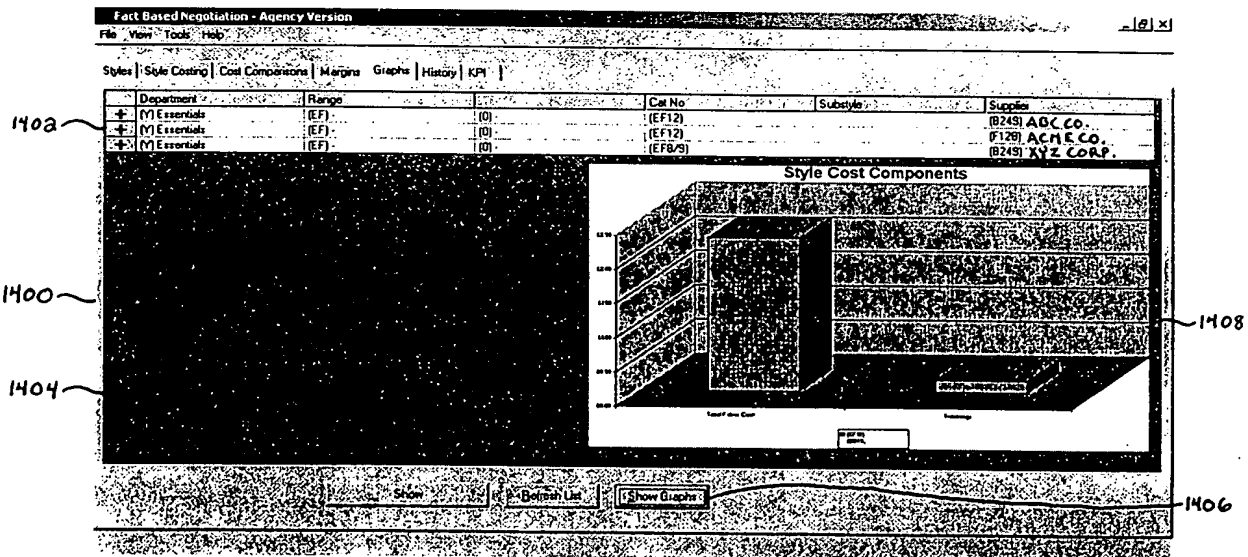 Fact Based Negotiation - Agency Version
File View Tools Help
Styles Style Costing Cost Comparisons Margins Graphs History KPI
Department Range Cat No Substyle Supplier
1402 + (Y) Essentials (EF) - (0) - (EF12) (B249) ABC CO.
+ (Y) Essentials (EF) - (0) - (EF12) (F128) ACME CO.
+ (Y) Essentials (EF) - (0) - (EF8/9) (B249) XYZ CORP.
Style Cost Components
1400
1408
1404
Total Fabric Cost
Show Refresh List Show Graphs
1406